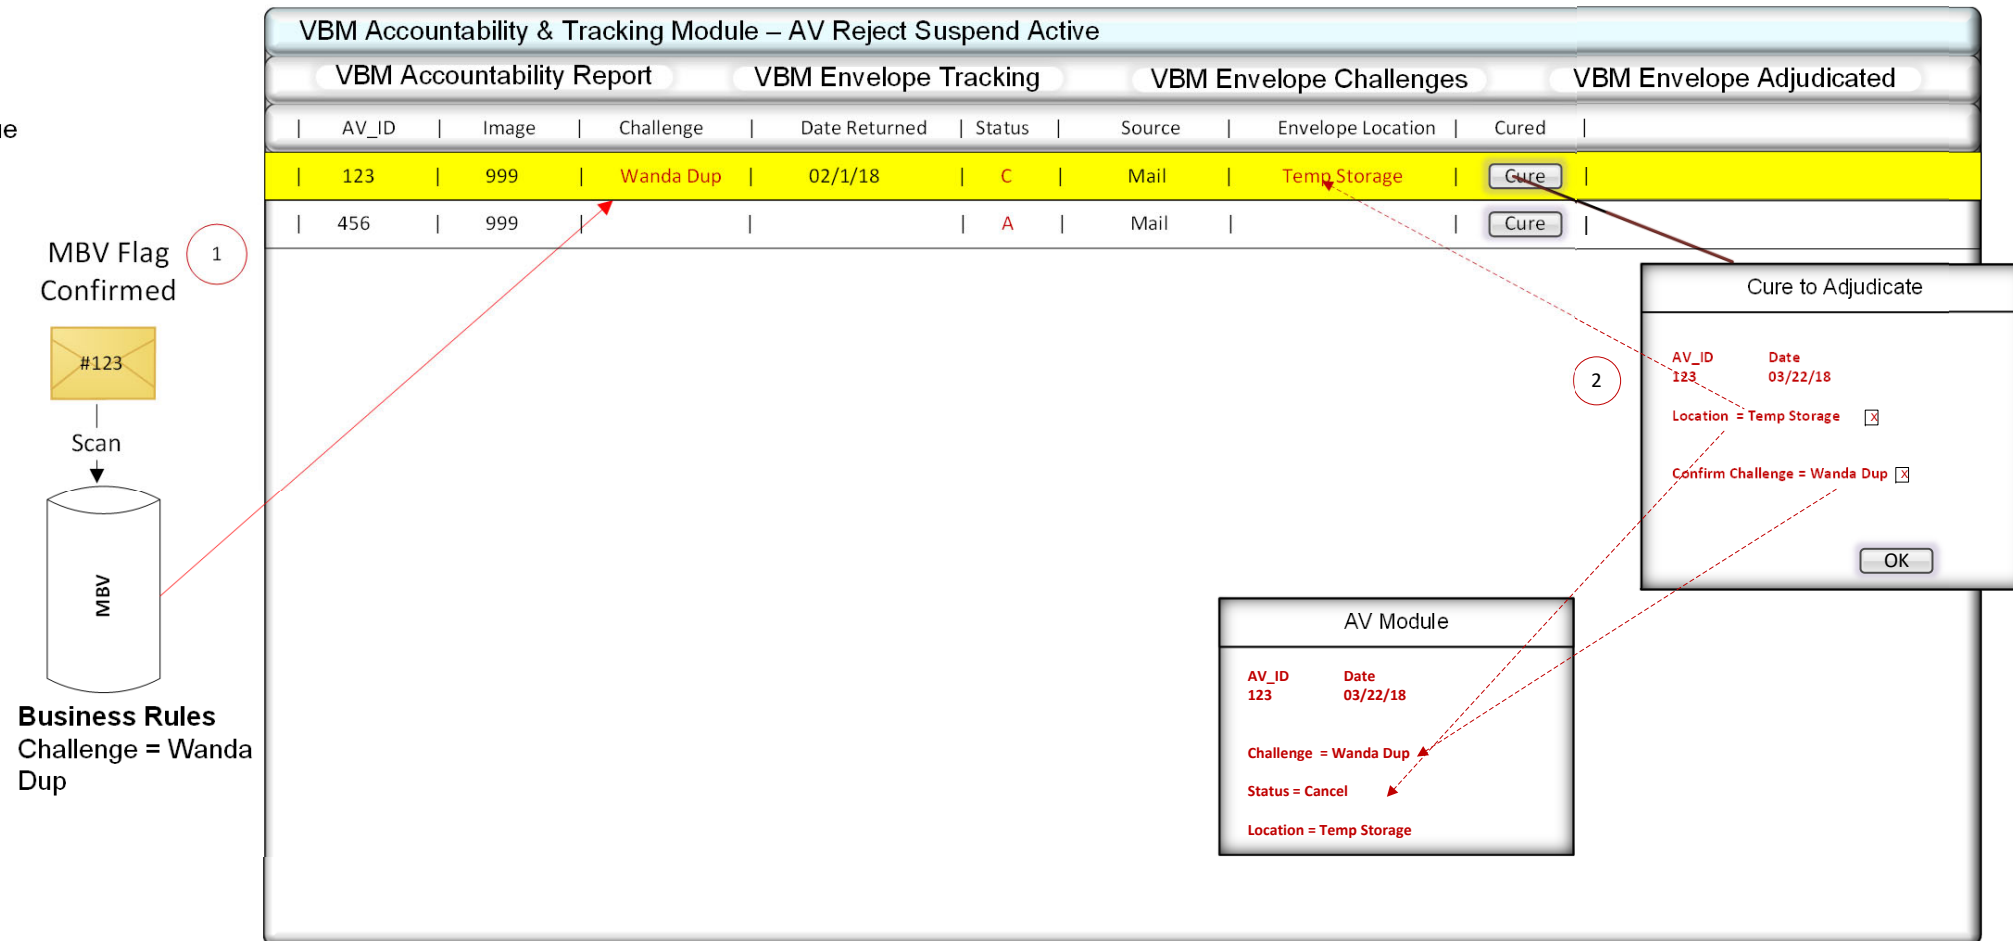 VBM Accountability & Tracking Module – AV Reject Suspend Active
VBM Accountability Report VBM Envelope Tracking VBM Envelope Challenges VBM Envelope Adjudicated
| AV_ID | Image | Challenge | Date Returned | Status | Source | Envelope Location | Cured |
| 123 | 999 | Wanda Dup | 02/1/18 | C | Mail | Temp Storage | Cure |
| 456 | 999 | | | A | Mail | | Cure |
MBV Flag
Confirmed
1
#123
Scan
MBV
Business Rules
Challenge = Wanda
Dup
Cure to Adjudicate
2
AV_ID Date
123 03/22/18
Location = Temp Storage X
Confirm Challenge = Wanda Dup X
OK
AV Module
AV_ID Date
123 03/22/18
Challenge = Wanda Dup
Status = Cancel
Location = Temp Storage